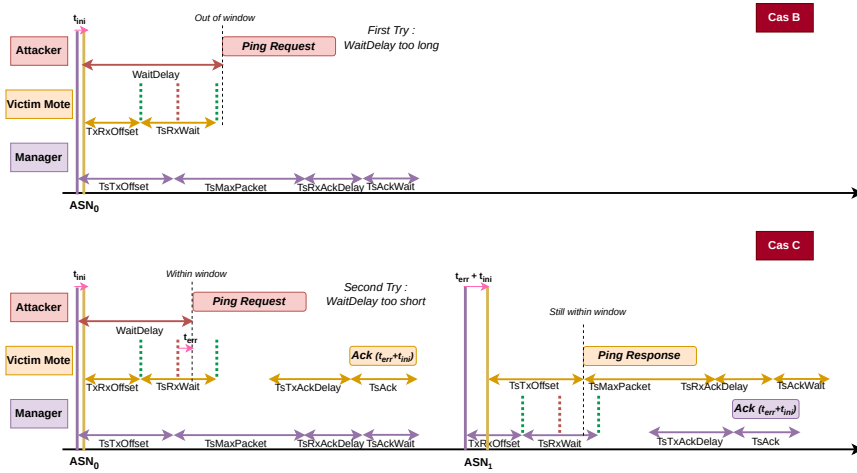 t_ini
Out of window
First Try :
WaitDelay too long
Cas B
Attacker
Ping Request
WaitDelay
Victim Mote
TxRxOffset
TsRxWait
Manager
TsTxOffset
TsMaxPacket
TsRxAckDelay
TsAckWait
ASN_0
Cas C
t_ini
Within window
Second Try :
WaitDelay too short
t_err + t_ini
Attacker
Ping Request
Still within window
WaitDelay
t_err
Victim Mote
Ack (t_err+t_ini)
Ping Response
TxRxOffset
TsRxWait
TsTxAckDelay
TsAck
TsTxOffset
TsMaxPacket
TsRxAckDelay
TsAckWait
Manager
Ack (t_err+t_ini)
TsTxOffset
TsMaxPacket
TsRxAckDelay
TsAckWait
TxRxOffset
TsRxWait
TsTxAckDelay
TsAck
ASN_0
ASN_1